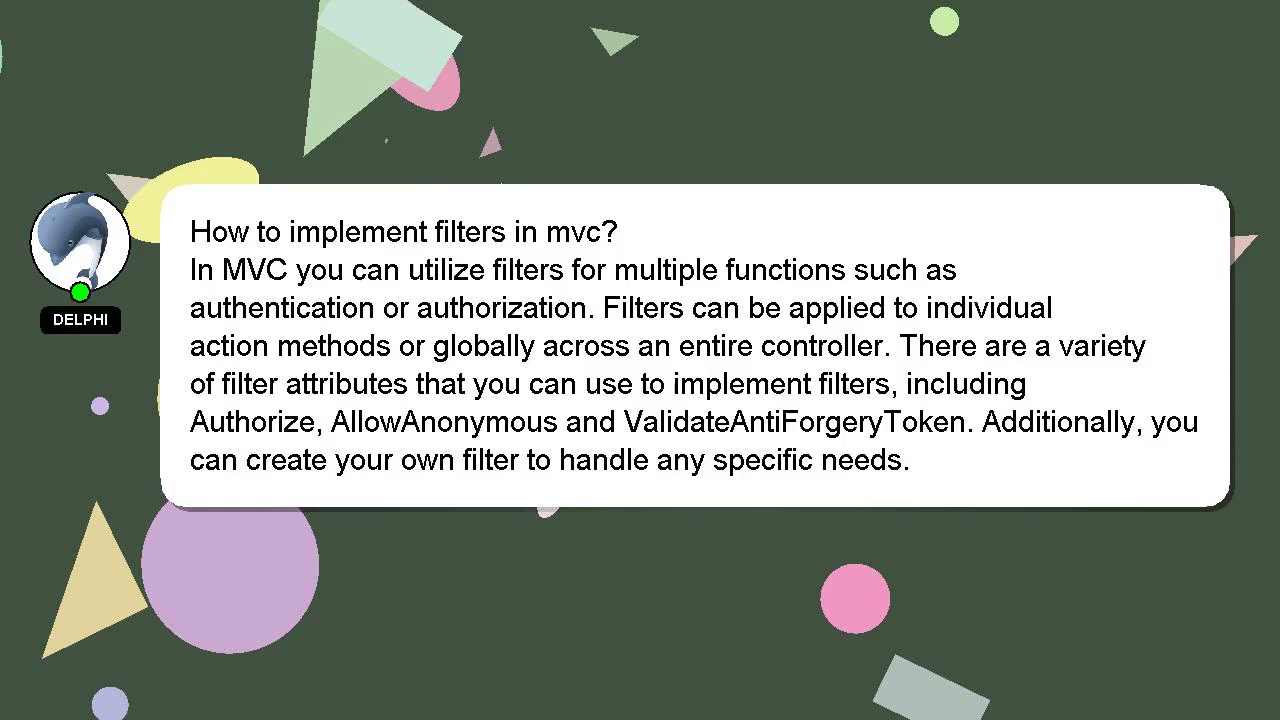 How to implement filters in mvc?
In MVC you can utilize filters for multiple functions such as
authentication or authorization. Filters can be applied to individual
action methods or globally across an entire controller. There are a variety
of filter attributes that you can use to implement filters, including
Authorize, AllowAnonymous and ValidateAntiForgeryToken. Additionally, you
can create your own filter to handle any specific needs.
DELPHI